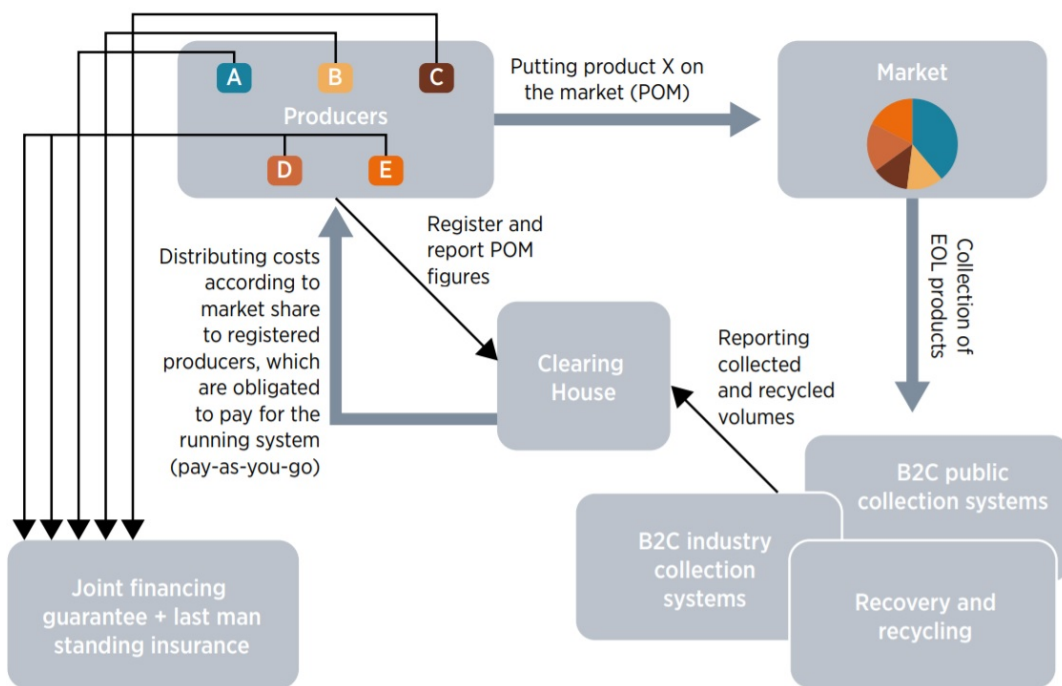 A
B
C
Producers
D
E
Putting product X on
the market (POM)
Market
Collection of
EOL products
Register and
report POM
figures
Distributing costs
according to
market share
to registered
producers, which
are obligated
to pay for the
running system
(pay-as-you-go)
Clearing
House
Reporting
collected
and recycled
volumes
B2C public
collection systems
B2C industry
collection
systems
Recovery and
recycling
Joint financing
guarantee + last man
standing insurance